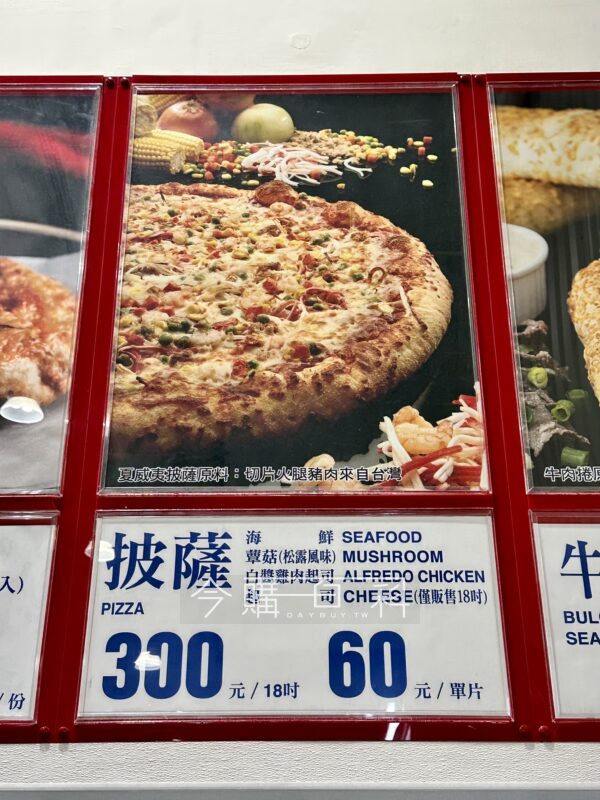 夏威夷披薩原料：切片火腿豬肉來自台灣
牛肉捲原
披薩
PIZZA
海鮮 SEAFOOD
蕈菇(松露風味) MUSHROOM
白醬雞肉起司 ALFREDO CHICKEN
司 CHEESE(僅販售18吋)
今購百科
DAYBUY.TW
300 元 / 18吋
60 元 / 單片
入)
/ 份
牛
BUL
SEA